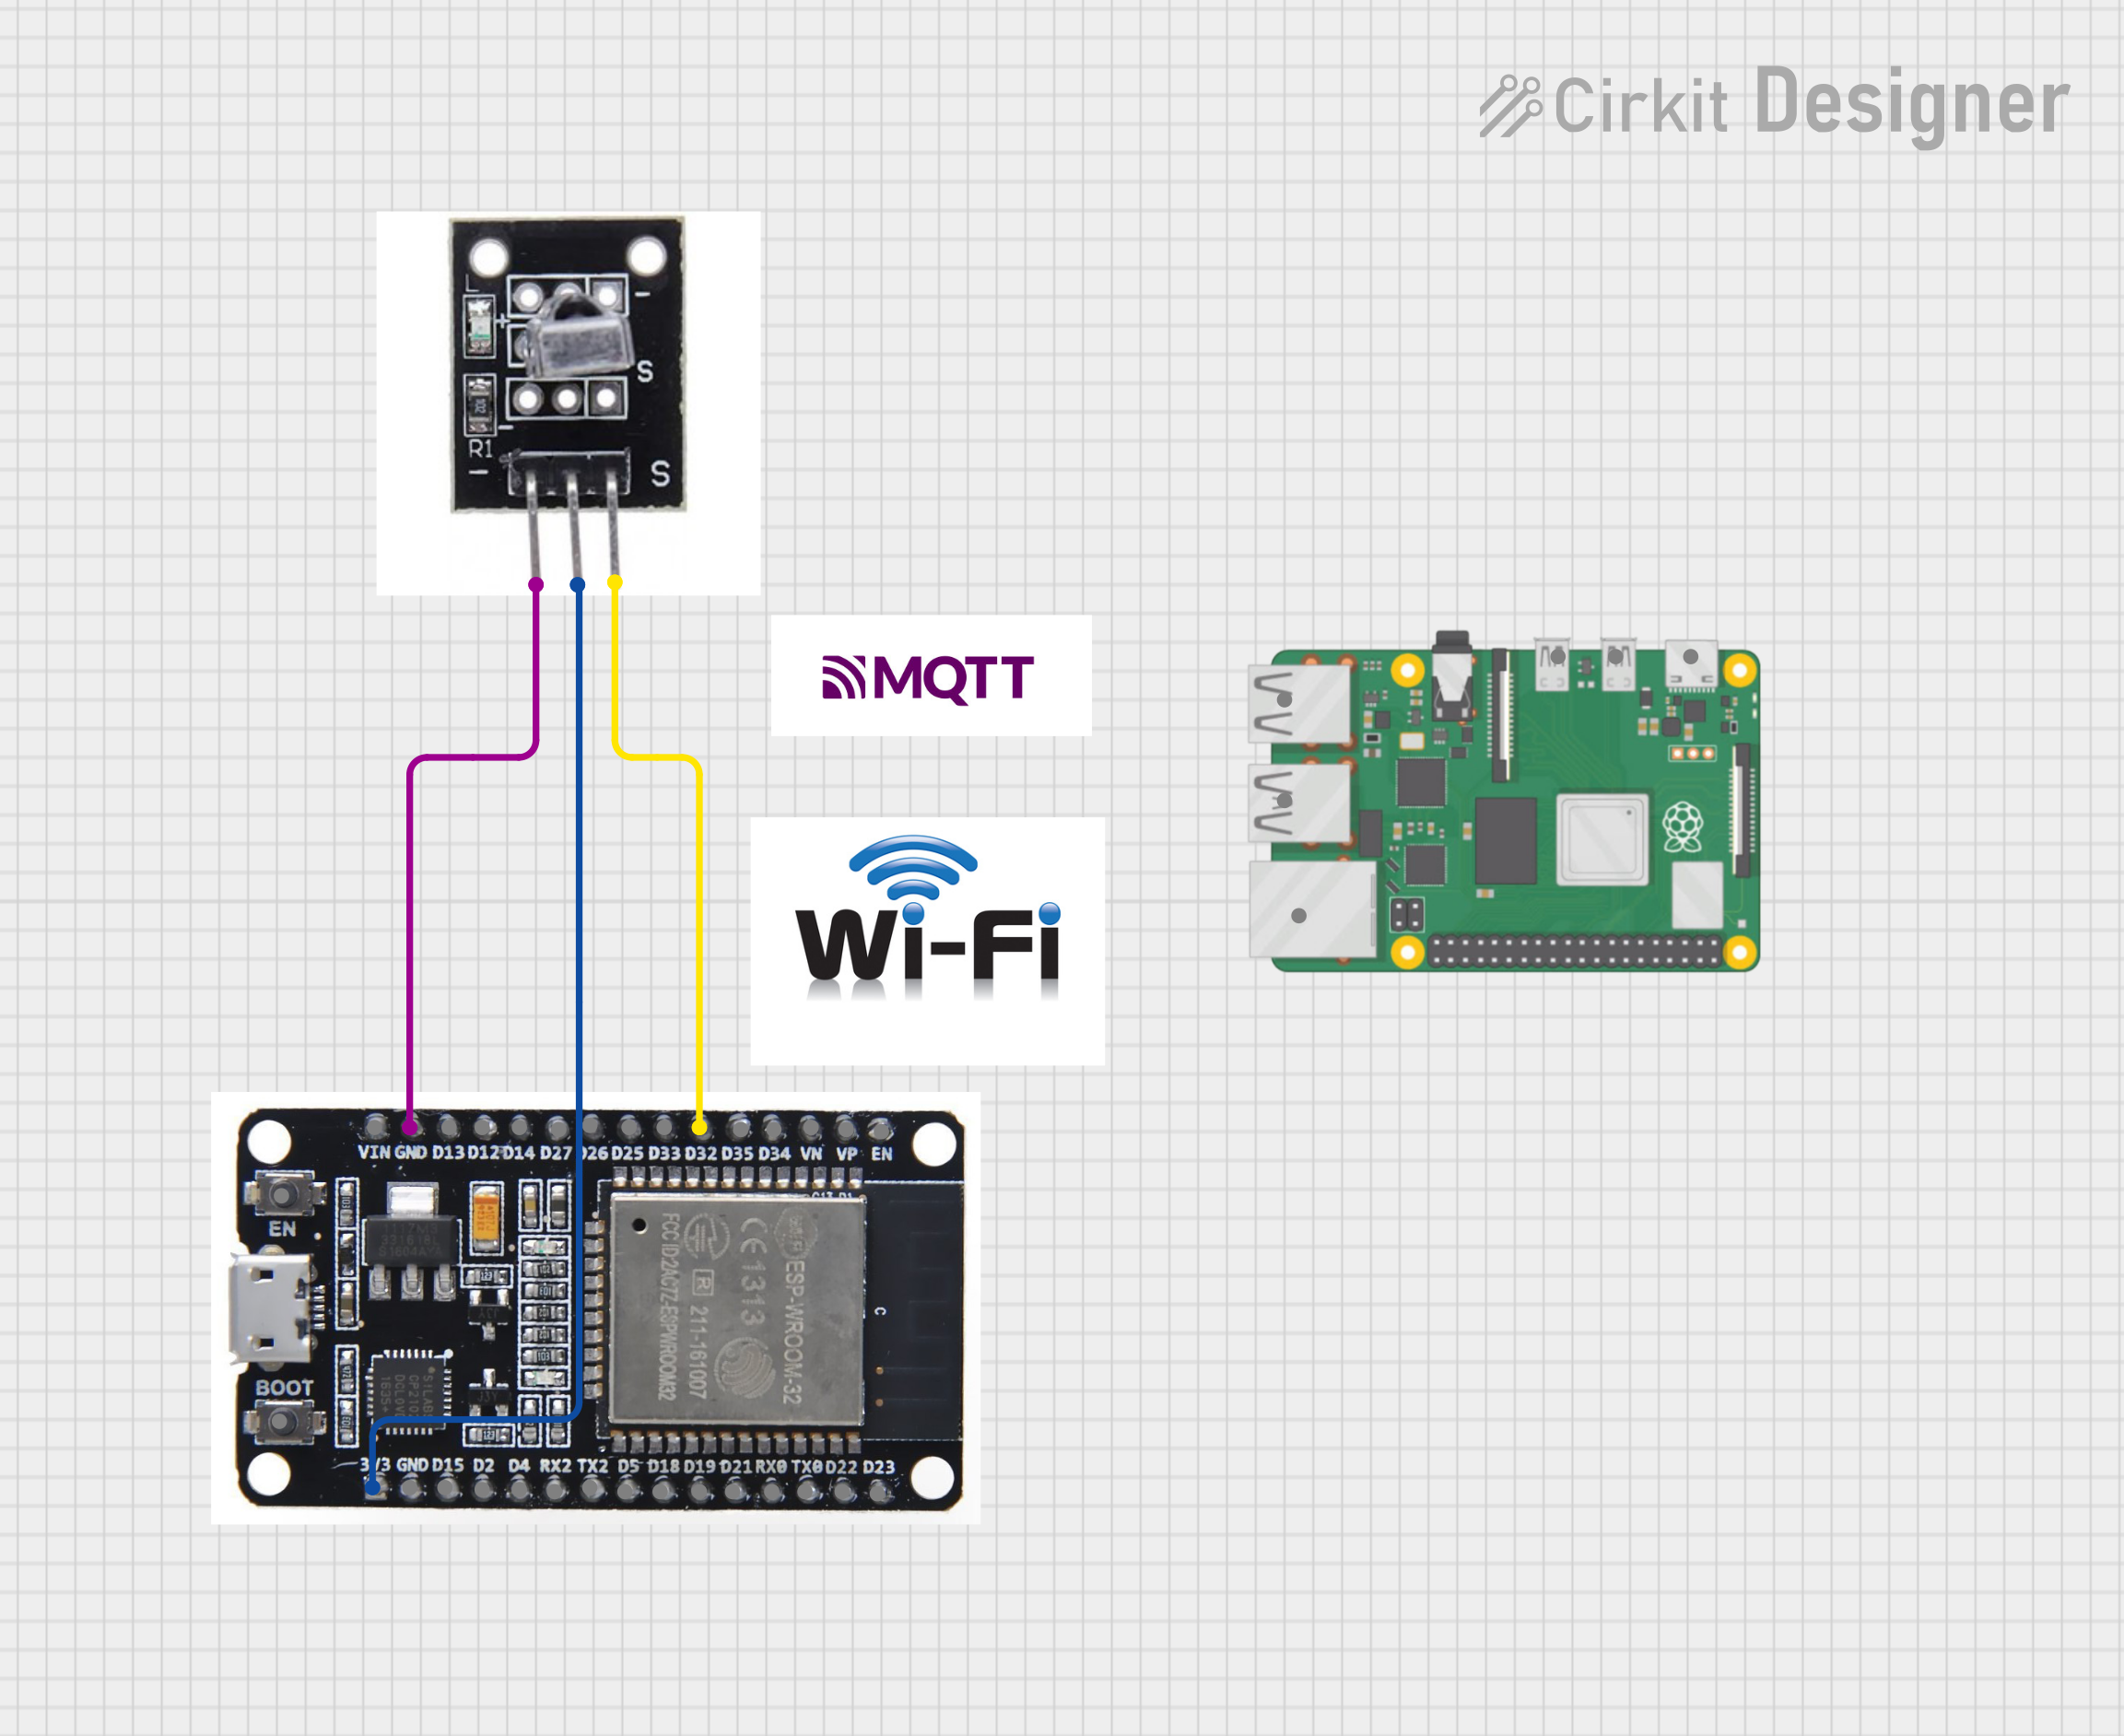 Cirkit Designer
L
-
+
S
102
-
R1
-
S
MQTT
Wi-Fi
VIN GND D13 D12 D14 D27 D26 D25 D33 D32 D35 D34 VN VP EN
EN
ESP-WROOM-32
CE1313
R 211-161007
FCC ID:2AC7Z-ESPWROOM32
C
BOOT
3V3 GND D15 D2 D4 RX2 TX2 D5 D18 D19 D21 RX0 TX0 D22 D23